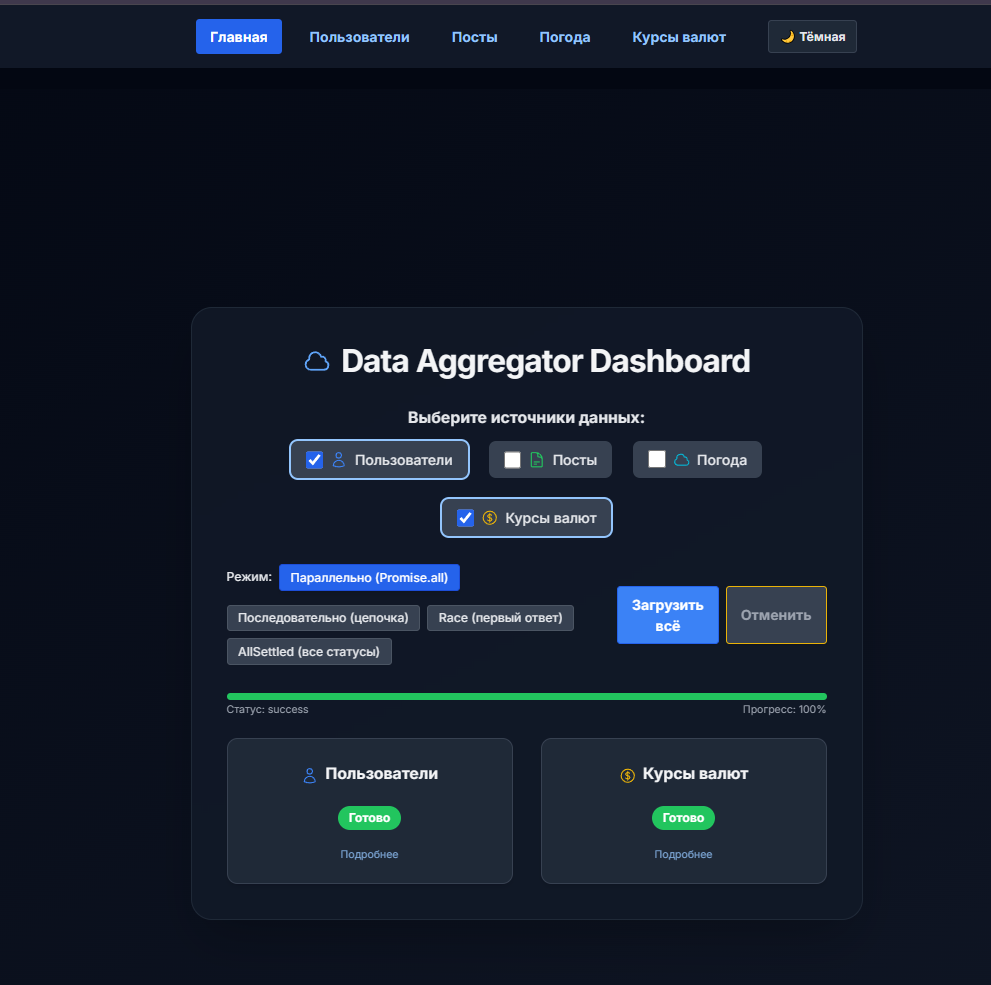 Главная Пользователи Посты Погода Курсы валют 🌙 Тёмная
Data Aggregator Dashboard
Выберите источники данных:
Пользователи Посты Погода
Курсы валют
Режим: Параллельно (Promise.all)
Последовательно (цепочка) Race (первый ответ)
AllSettled (все статусы)
Загрузить
всё
Отменить
Статус: success Прогресс: 100%
Пользователи
Готово
Подробнее
Курсы валют
Готово
Подробнее